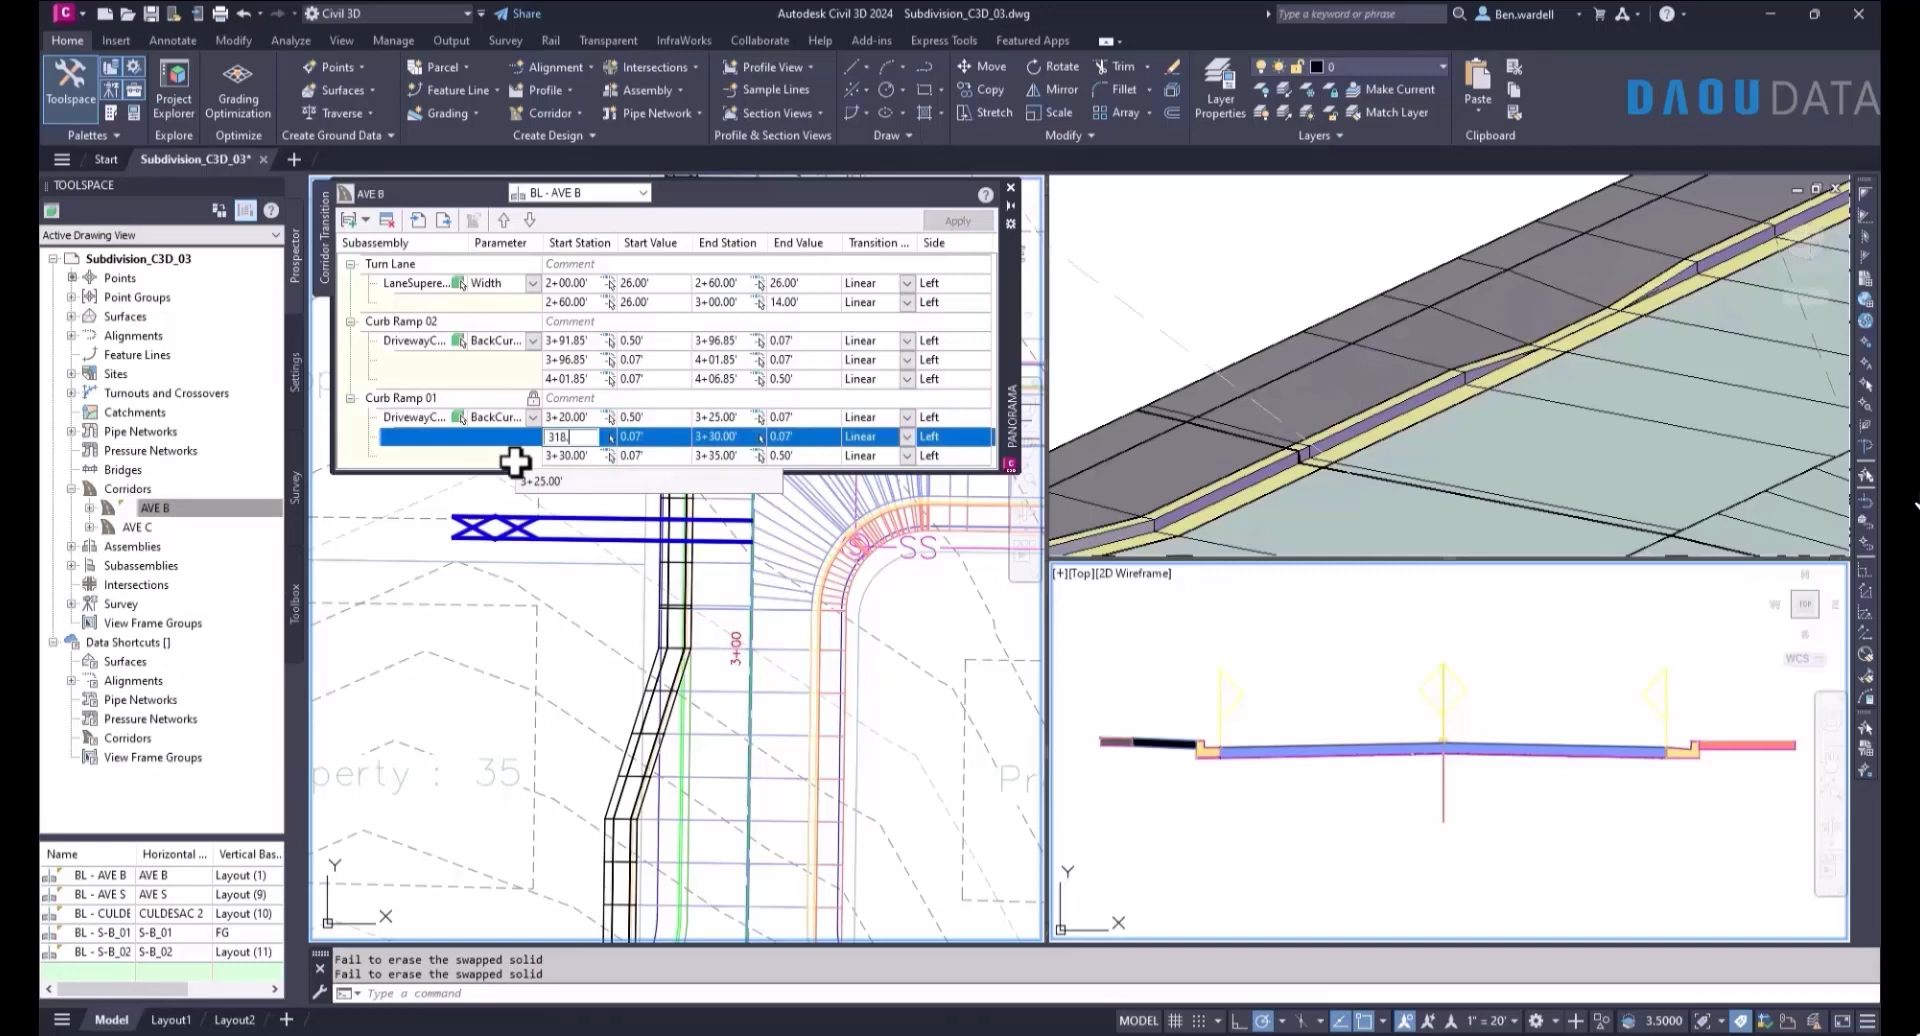 Civil 3D
Share
Autodesk Civil 3D 2024 Subdivision_C3D_03.dwg
Type a keyword or phrase
Ben.wardell
Home Insert Annotate Modify Analyze View Manage Output Survey Rail Transparent InfraWorks Collaborate Help Add-ins Express Tools Featured Apps
Points Parcel Alignment Intersections Profile View Move Rotate Trim 0
Surfaces Feature Line Profile Assembly Sample Lines Copy Mirror Fillet Make Current
Traverse Grading Corridor Pipe Network Section Views Stretch Scale Array Match Layer
Toolspace
Project Explorer
Grading Optimization
Layer Properties
Paste
DAOU DATA
Palettes Explore Optimize Create Ground Data Create Design Profile & Section Views Draw Modify Layers Clipboard
Start Subdivision_C3D_03*
TOOLSPACE
Active Drawing View
Subdivision_C3D_03
Points
Point Groups
Surfaces
Alignments
Feature Lines
Sites
Turnouts and Crossovers
Catchments
Pipe Networks
Pressure Networks
Bridges
Corridors
AVE B
AVE C
Assemblies
Subassemblies
Intersections
Survey
View Frame Groups
Data Shortcuts []
Surfaces
Alignments
Pipe Networks
Pressure Networks
Corridors
View Frame Groups
Prospector
Settings
Survey
Toolbox
Name Horizontal ... Vertical Bas..
BL - AVE B AVE B Layout (1)
BL - AVE S AVE S Layout (9)
BL - CULDE CULDESAC 2 Layout (10)
BL - S-B_01 S-B_01 FG
BL - S-B_02 S-B_02 Layout (11)
Corridor Transition
AVE B
BL - AVE B
Apply
Subassembly Parameter Start Station Start Value End Station End Value Transition ... Side
Turn Lane Comment
LaneSupere... Width 2+00.00' 26.00' 2+60.00' 26.00' Linear Left
2+60.00' 26.00' 3+00.00' 14.00' Linear Left
Curb Ramp 02 Comment
DrivewayC... BackCur... 3+91.85' 0.50' 3+96.85' 0.07' Linear Left
3+96.85' 0.07' 4+01.85' 0.07' Linear Left
4+01.85' 0.07' 4+06.85' 0.50' Linear Left
Curb Ramp 01 Comment
DrivewayC... BackCur... 3+20.00' 0.50' 3+25.00' 0.07' Linear Left
318. 0.07' 3+30.00' 0.07' Linear Left
3+30.00' 0.07' 3+35.00' 0.50' Linear Left
3+25.00'
PANORAMA
SS
3+00
perty : 35
Pr
Y
X
[+][Top][2D Wireframe]
N
W TOP E
S
WCS
Y
X
Fail to erase the swapped solid
Fail to erase the swapped solid
Type a command
Model Layout1 Layout2
MODEL
1" = 20'
3.5000